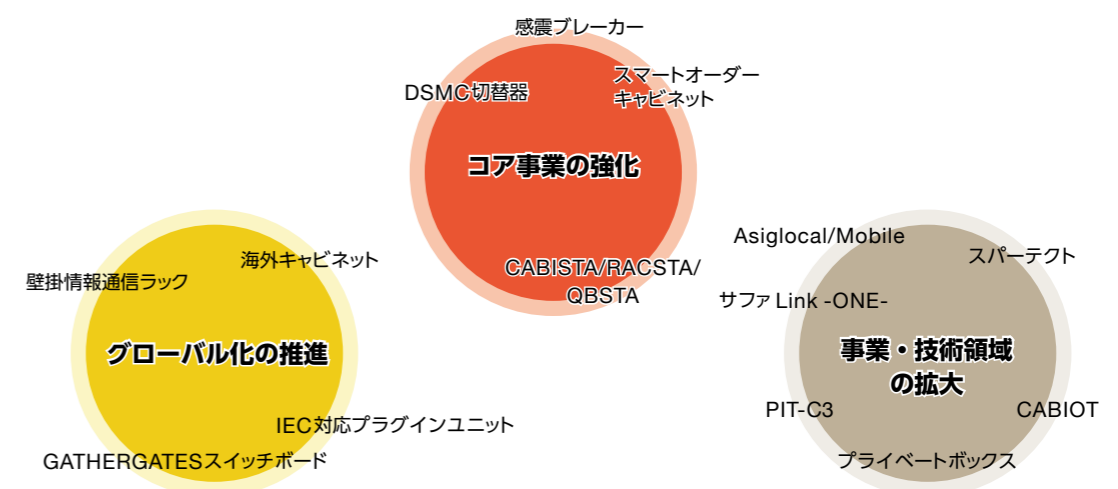 感震ブレーカー
DSMC切替器
スマートオーダー
キャビネット
コア事業の強化
CABISTA/RACSTA/
QBSTA
海外キャビネット
壁掛情報通信ラック
グローバル化の推進
IEC対応プラグインユニット
GATHERGATESスイッチボード
Asiglocal/Mobile
スパーテクト
サファ Link -ONE-
事業・技術領域
の拡大
PIT-C3
CABIOT
プライベートボックス